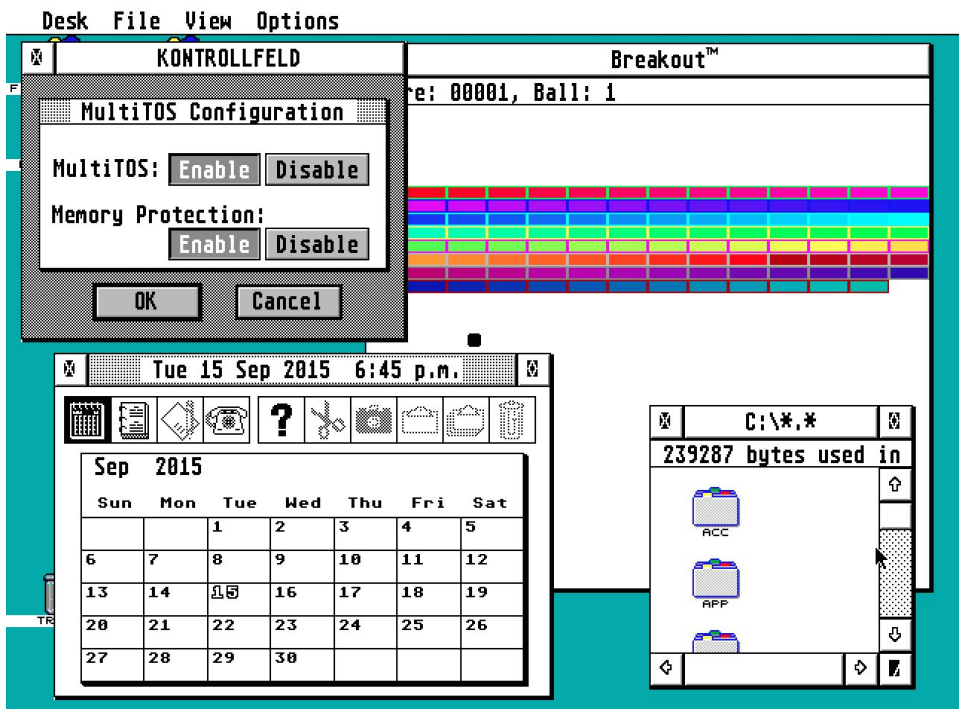 Desk File View Options
KONTROLLFELD
MultiTOS Configuration
MultiTOS: Enable Disable
Memory Protection:
Enable Disable
OK Cancel
Breakout™
re: 00001, Ball: 1
Tue 15 Sep 2015 6:45 p.m.
?
Sep 2015
Sun Mon Tue Wed Thu Fri Sat
1 2 3 4 5
6 7 8 9 10 11 12
13 14 15 16 17 18 19
20 21 22 23 24 25 26
27 28 29 30
C:\*.*
239287 bytes used in
ACC
APP
F
TR